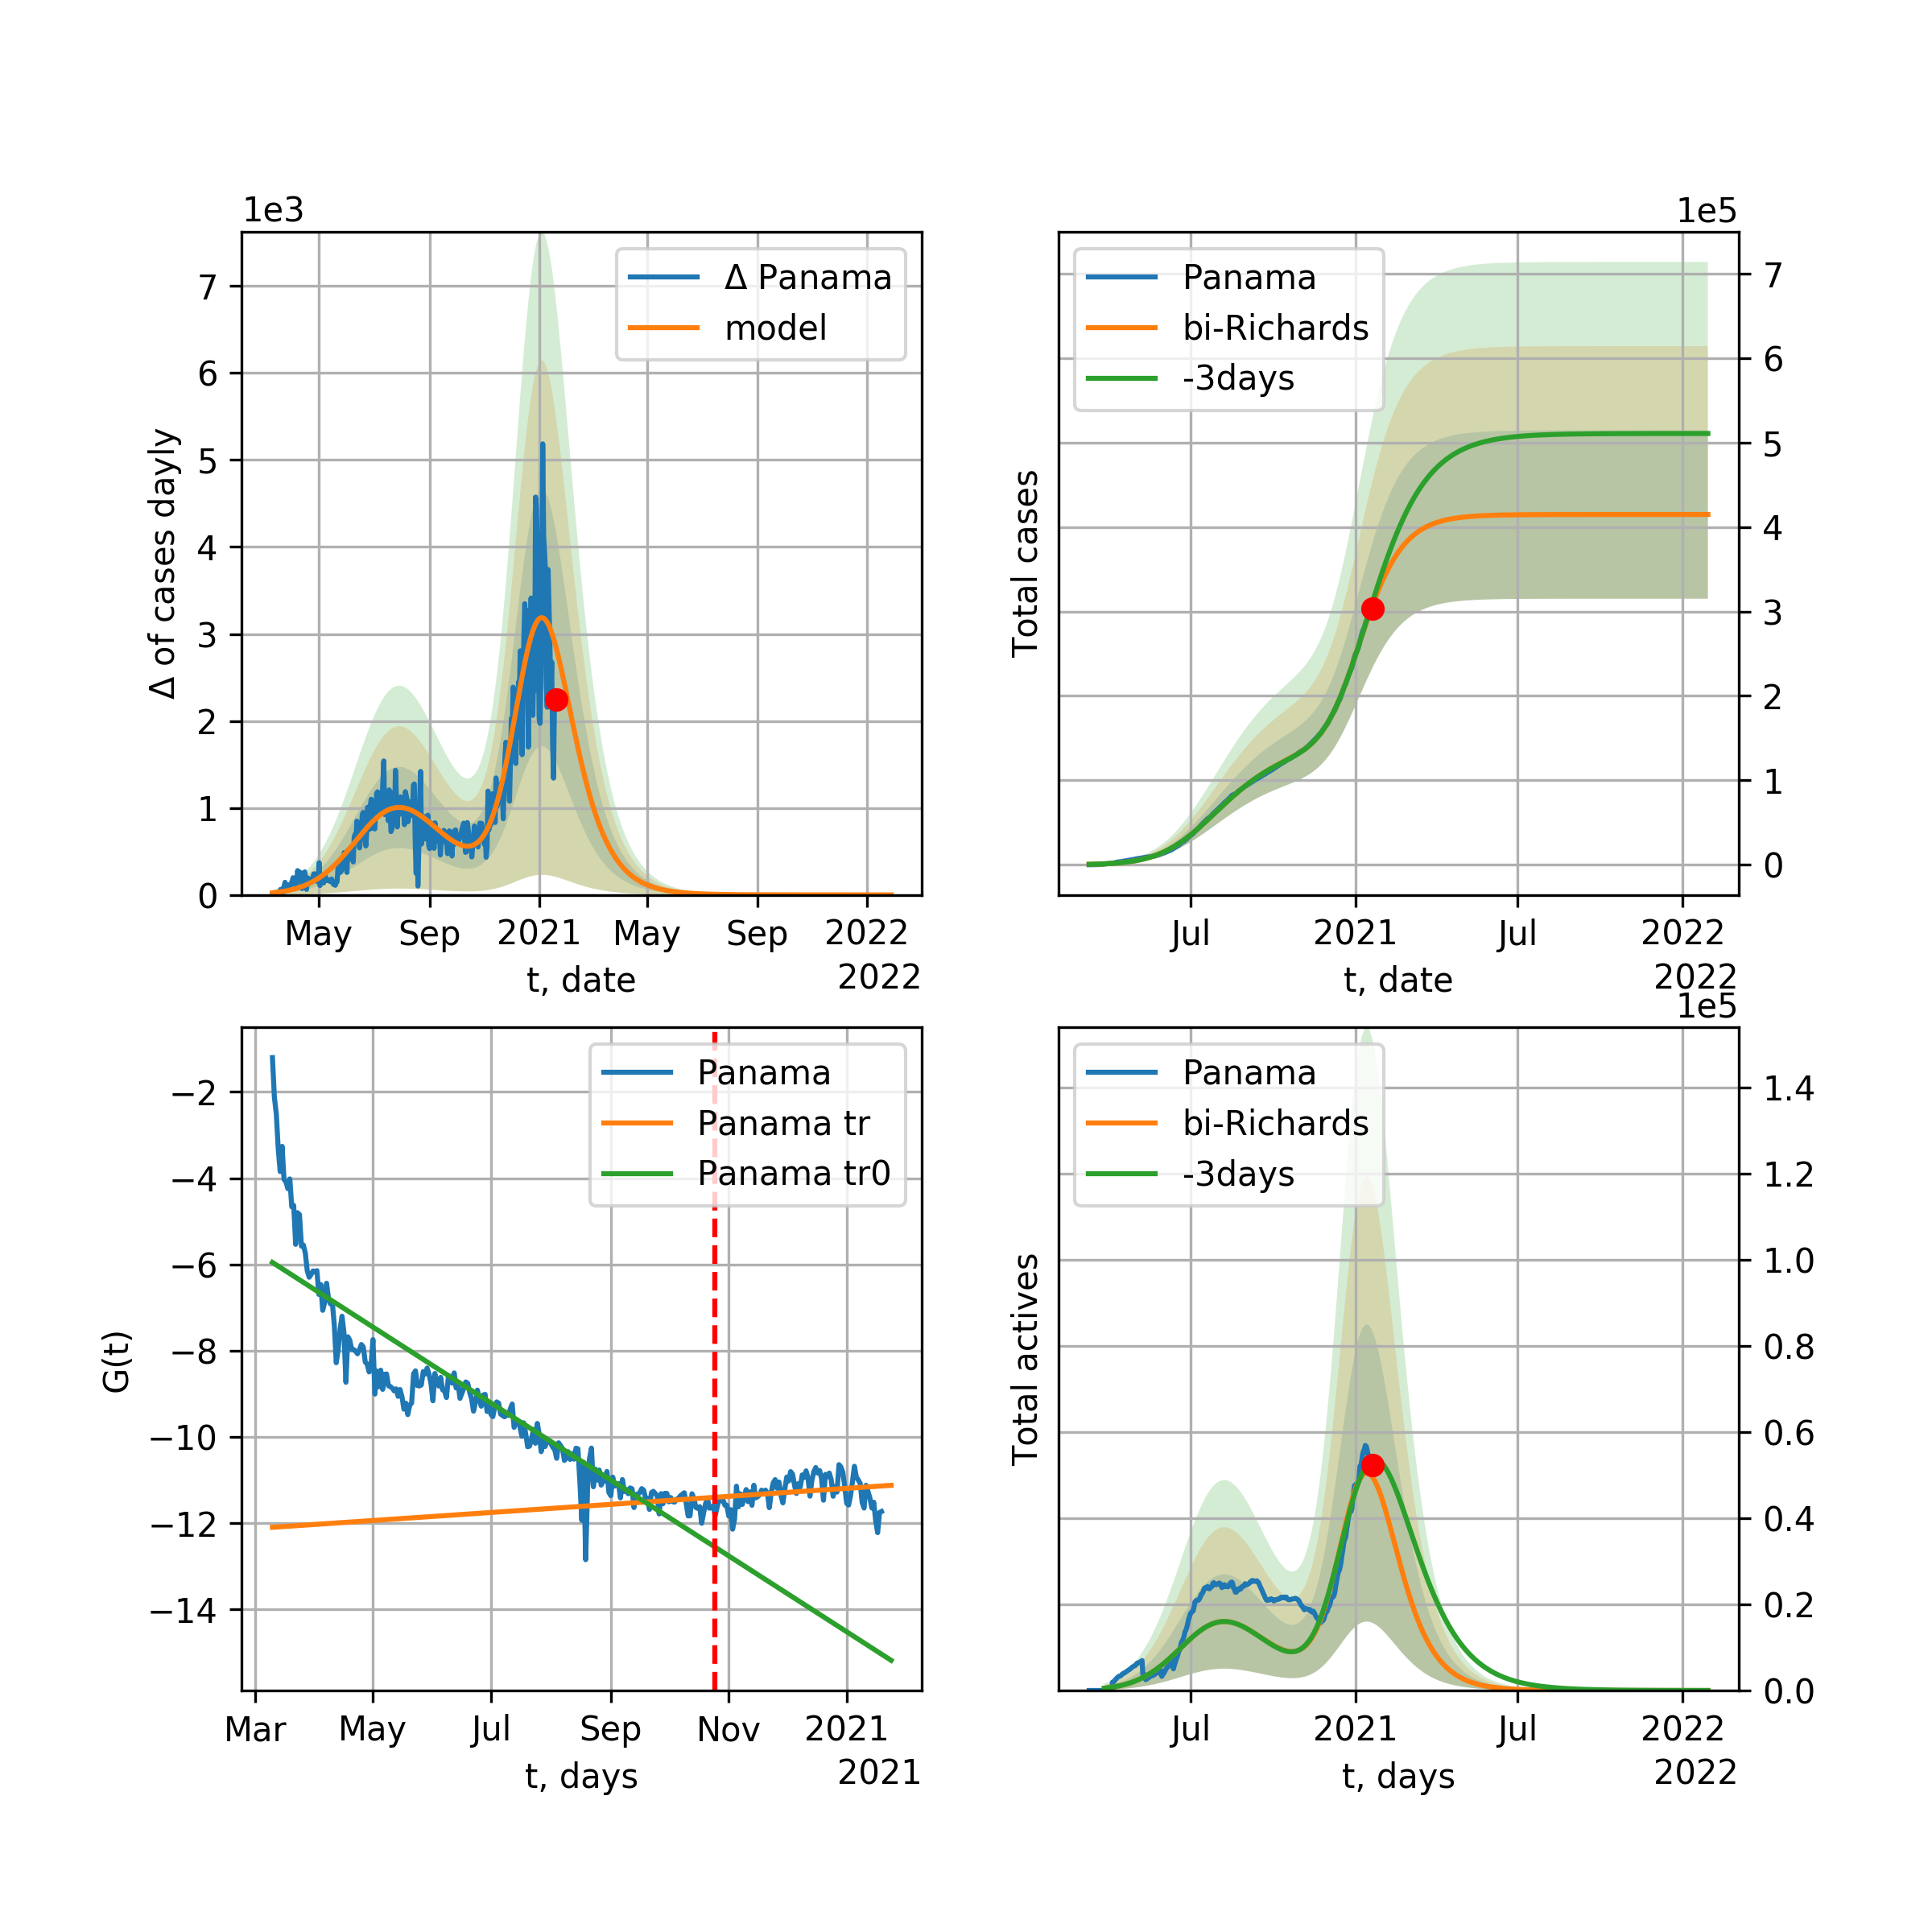 1e3
Δ of cases dayly
7
6
5
4
3
2
1
0
Δ Panama
model
May
Sep
2021
May
Sep
2022
t, date
2022
1e5
Total cases
Panama
bi-Richards
-3days
7
6
5
4
3
2
1
0
Jul
2021
Jul
2022
t, date
2022
G(t)
−2
−4
−6
−8
−10
−12
−14
Panama
Panama tr
Panama tr0
Mar
May
Jul
Sep
Nov
2021
t, days
2021
1e5
Total actives
Panama
bi-Richards
-3days
1.4
1.2
1.0
0.8
0.6
0.4
0.2
0.0
Jul
2021
Jul
2022
t, days
2022